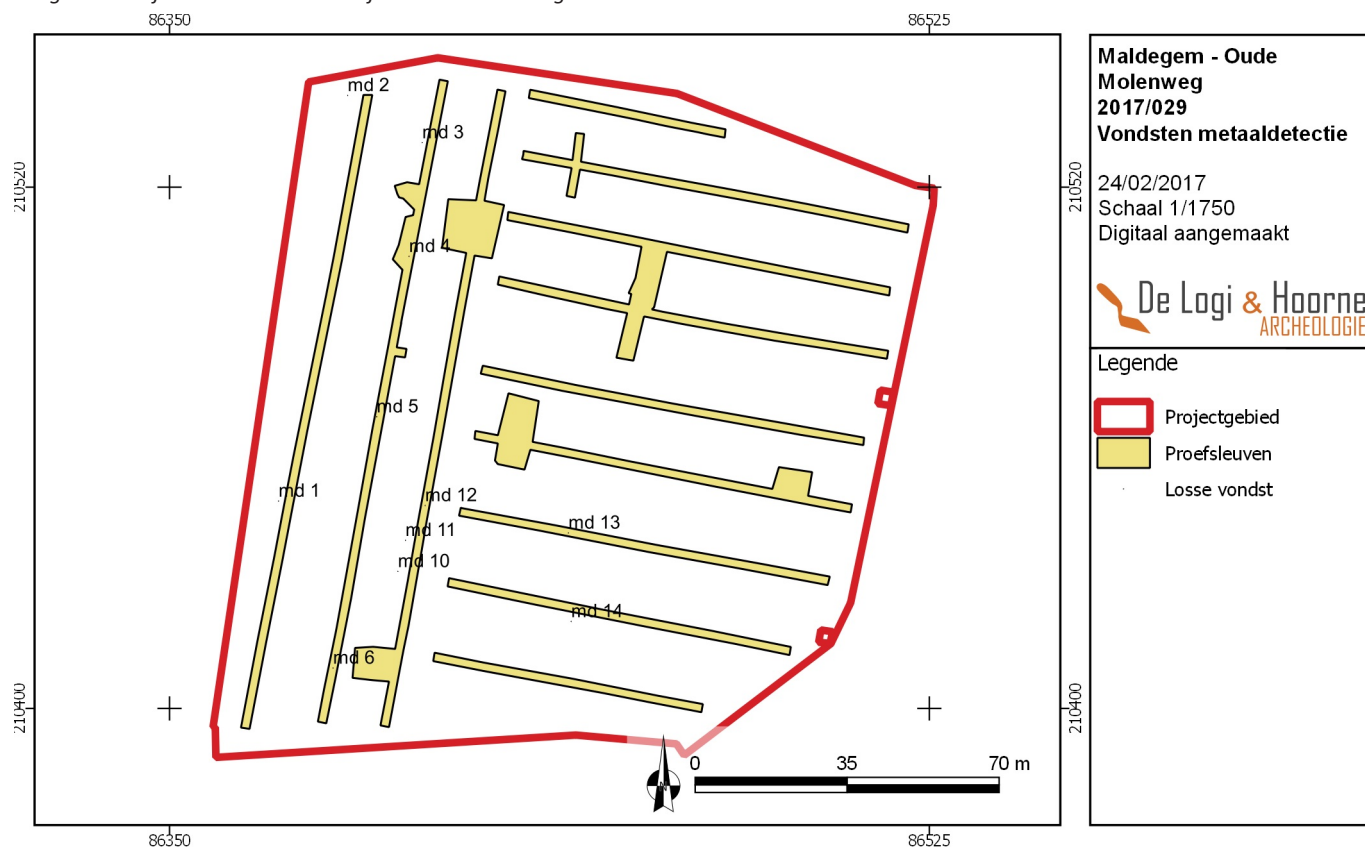 86350
86525
210520
210520
210400
210400
86350
86525
md 2
md 3
md 4
md 5
md 1
md 12
md 11
md 10
md 13
md 14
md 6
N
0
35
70 m
Maldegem - Oude
Molenweg
2017/029
Vondsten metaaldetectie
24/02/2017
Schaal 1/1750
Digitaal aangemaakt
De Logi & Hoorne
ARCHEOLOGIE
Legende
Projectgebied
Proefsleuven
Losse vondst